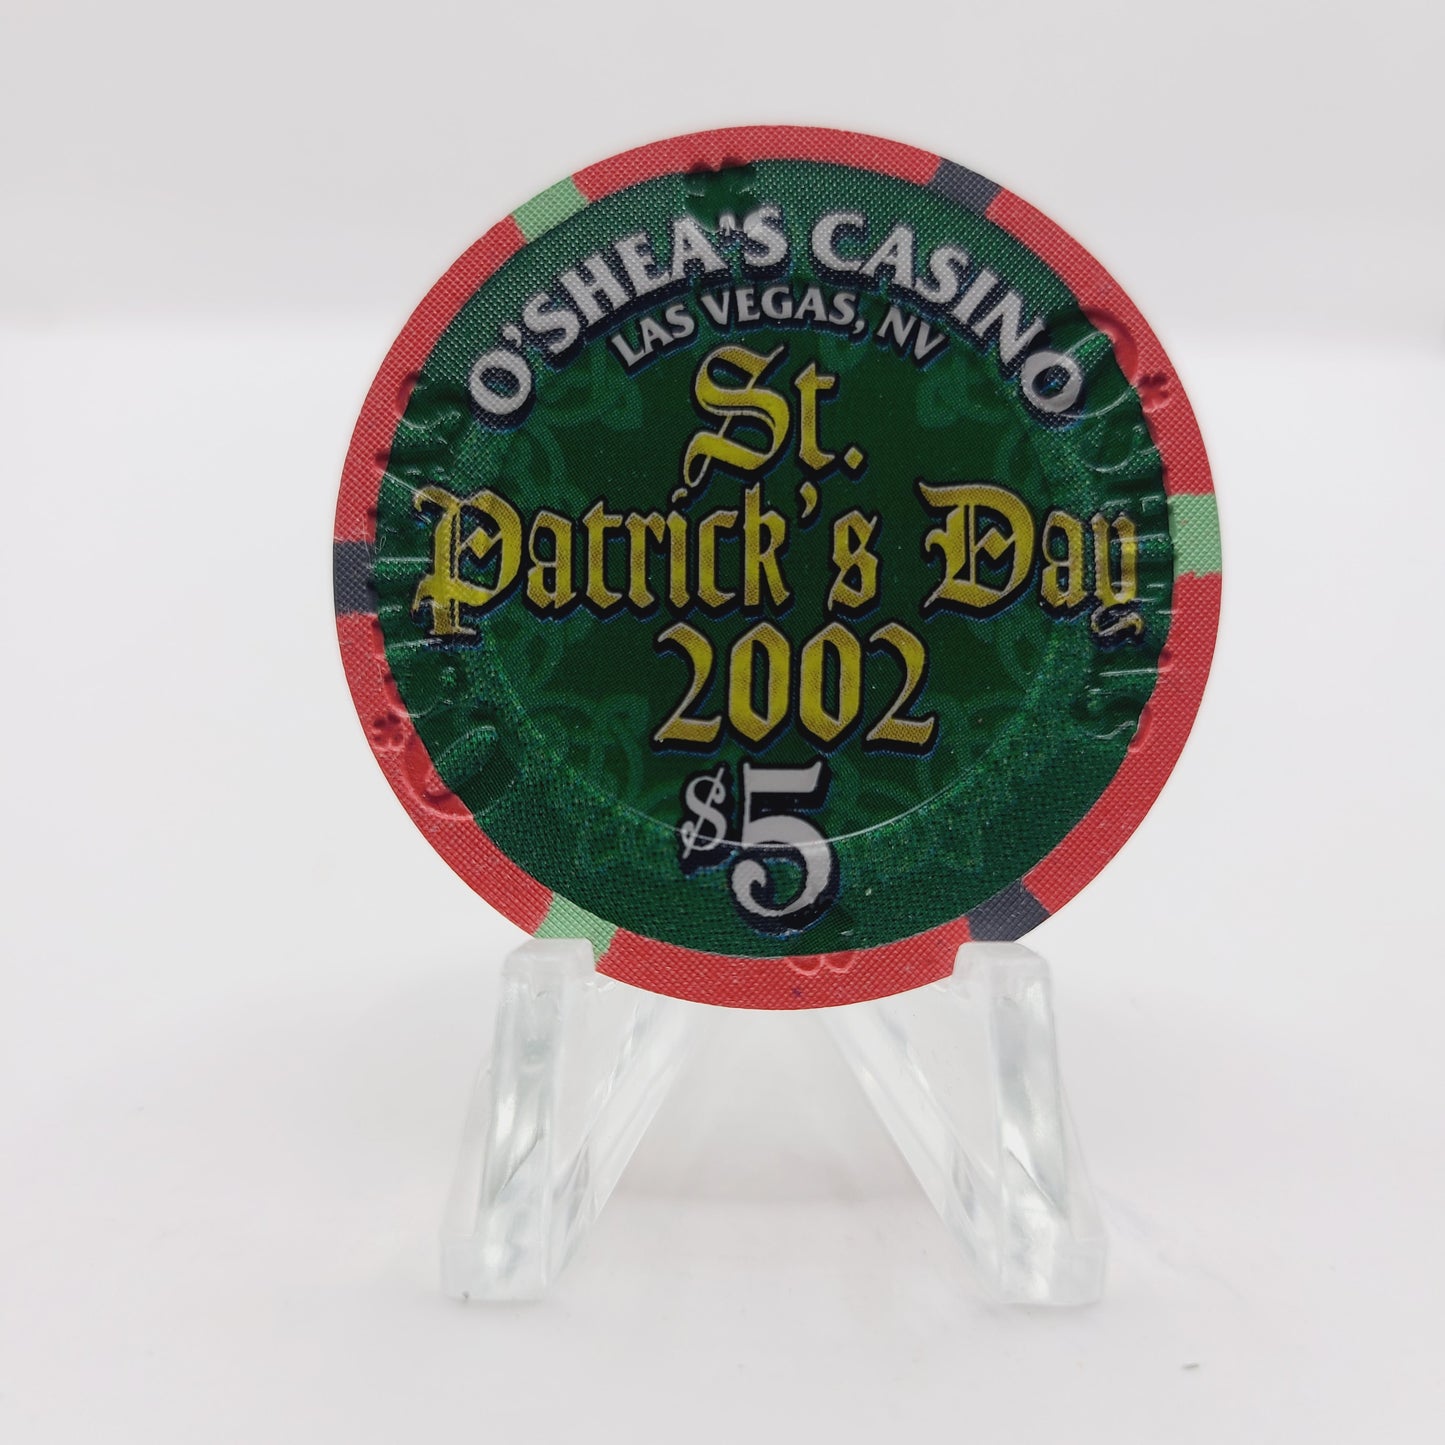 O'SHEA'S CASINO
LAS VEGAS, NV
St.
Patrick's Day
2002
$5